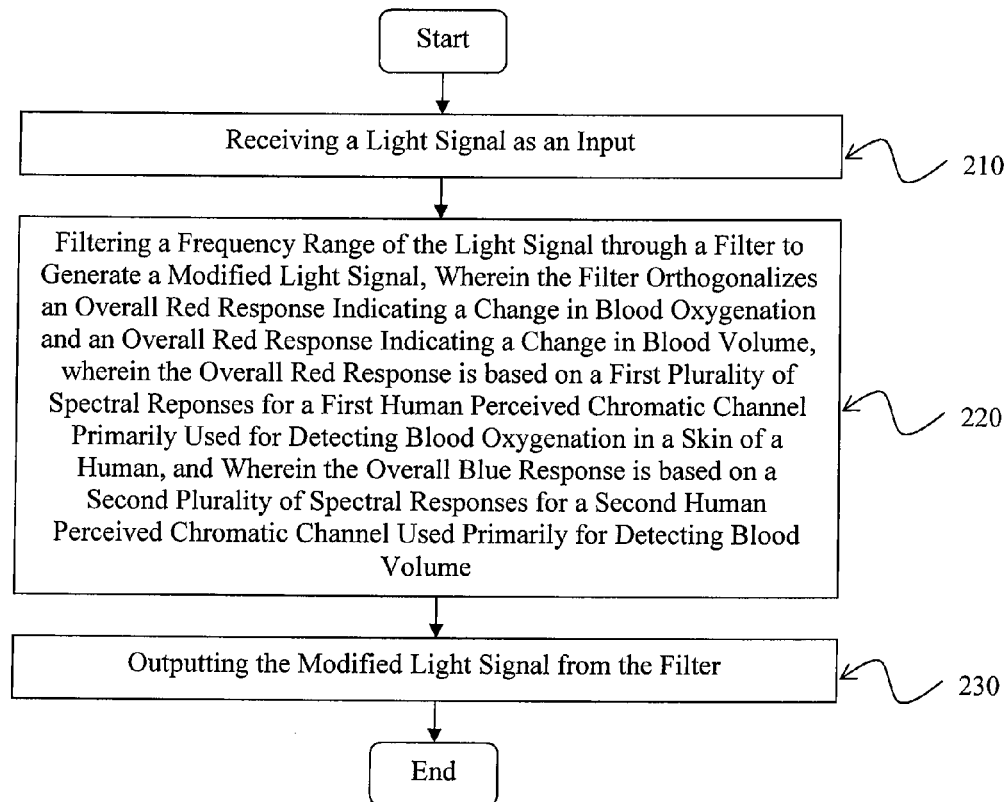 Start
Receiving a Light Signal as an Input
210
Filtering a Frequency Range of the Light Signal through a Filter to
Generate a Modified Light Signal, Wherein the Filter Orthogonalizes
an Overall Red Response Indicating a Change in Blood Oxygenation
and an Overall Red Response Indicating a Change in Blood Volume,
wherein the Overall Red Response is based on a First Plurality of
Spectral Reponses for a First Human Perceived Chromatic Channel
Primarily Used for Detecting Blood Oxygenation in a Skin of a
Human, and Wherein the Overall Blue Response is based on a
Second Plurality of Spectral Responses for a Second Human
Perceived Chromatic Channel Used Primarily for Detecting Blood
Volume
220
Outputting the Modified Light Signal from the Filter
230
End